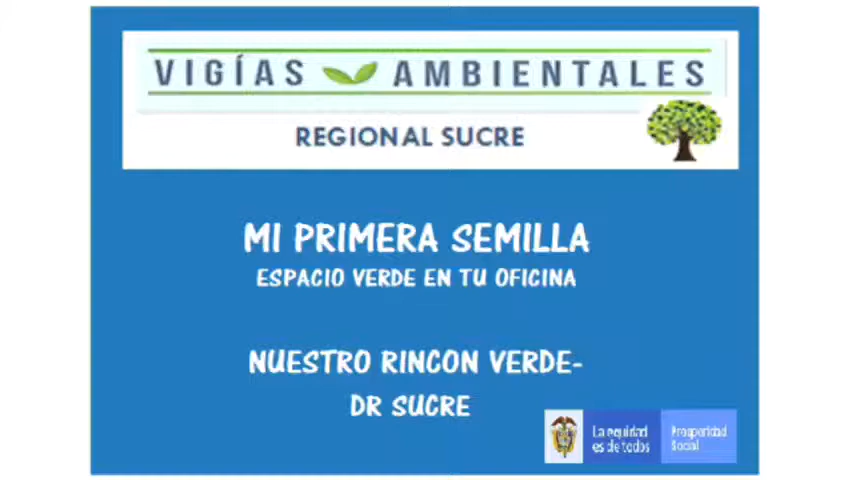 VIGÍAS AMBIENTALES
REGIONAL SUCRE
MI PRIMERA SEMILLA
ESPACIO VERDE EN TU OFICINA
NUESTRO RINCON VERDE-
DR SUCRE
La equidad
es de todos
Prosperidad
Social